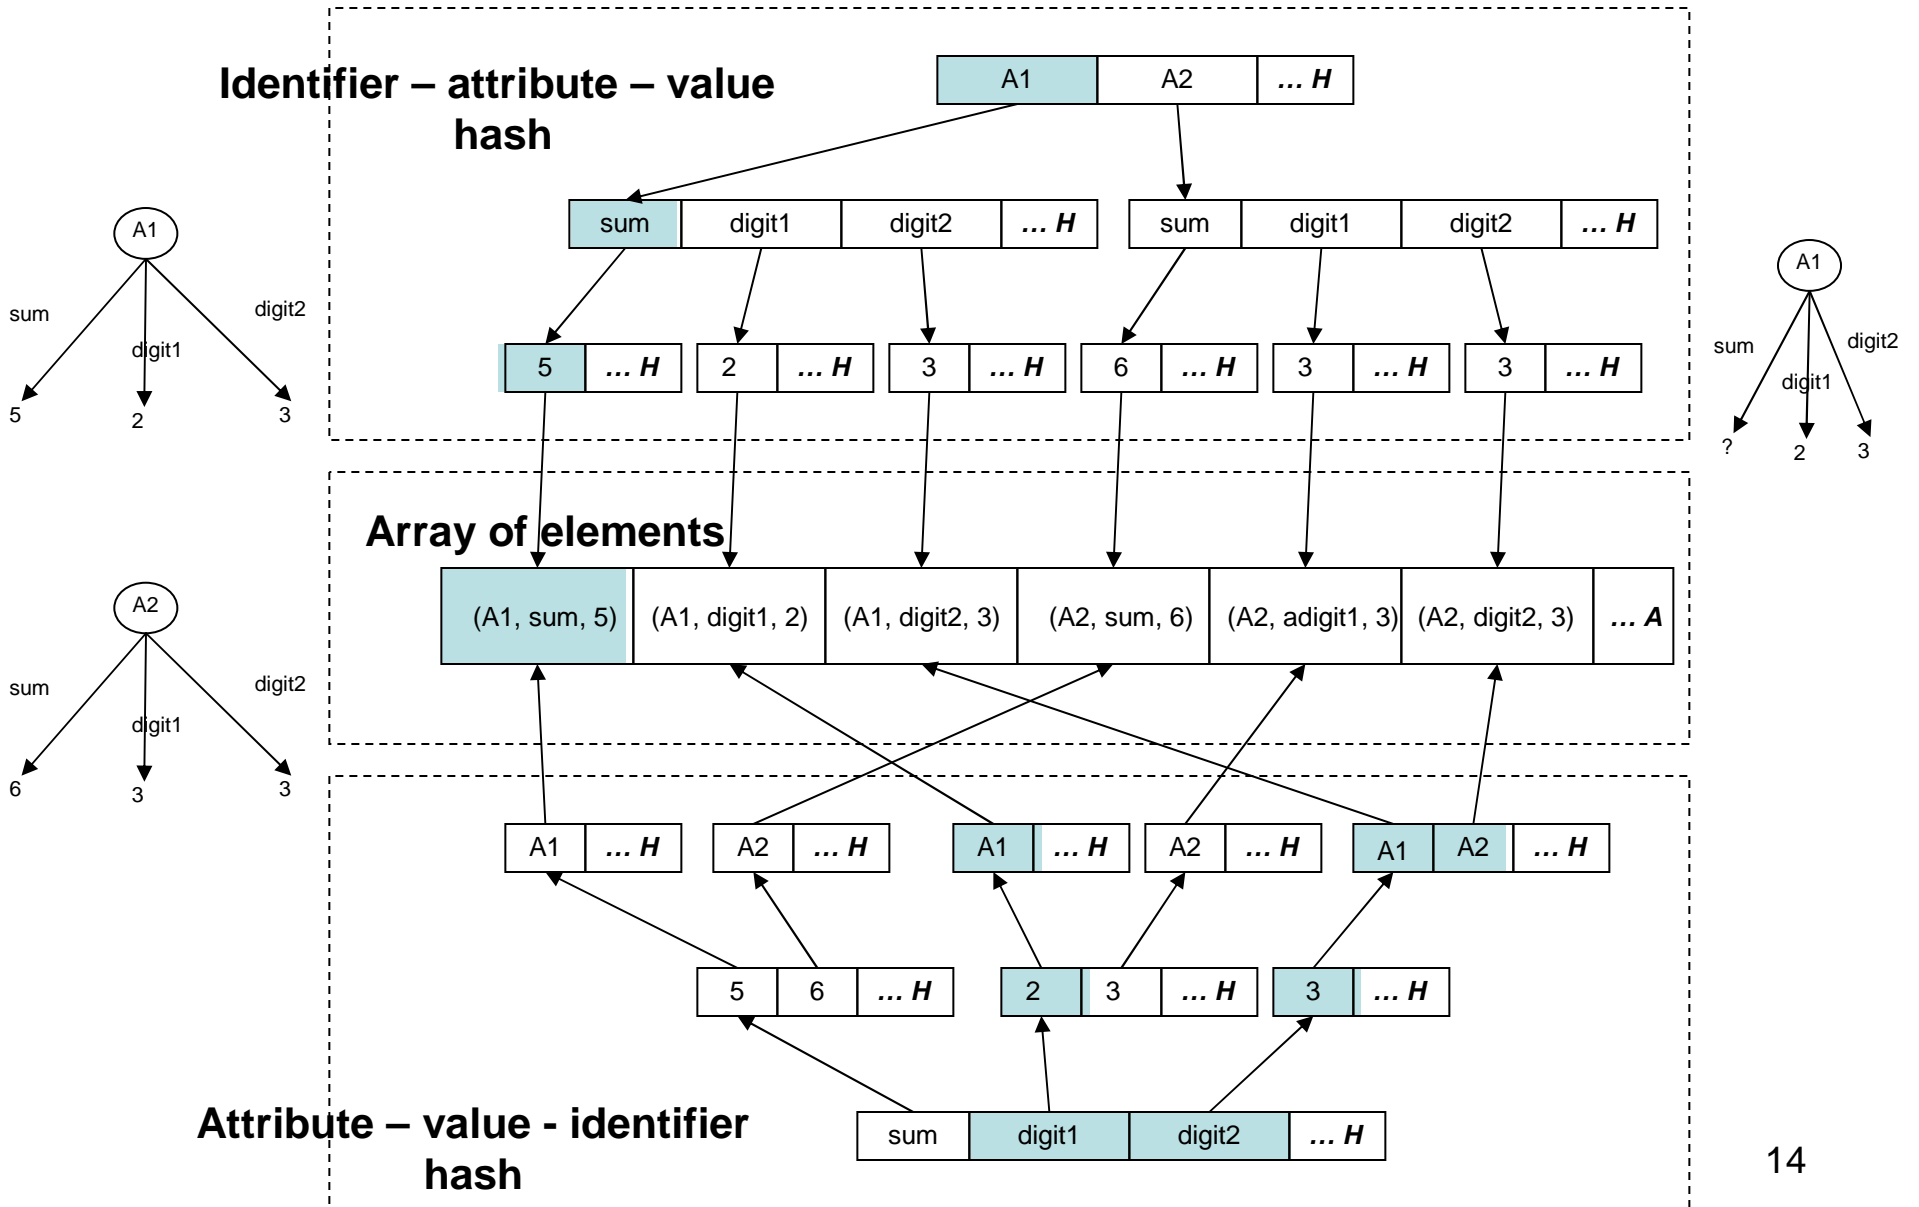 Identifier – attribute – value
hash
A1 A2 ... H
sum digit1 digit2 ... H sum digit1 digit2 ... H
5 ... H 2 ... H 3 ... H 6 ... H 3 ... H 3 ... H
A1
sum
digit1
digit2
5 2 3
A1
sum
digit1
digit2
? 2 3
Array of elements
(A1, sum, 5) (A1, digit1, 2) (A1, digit2, 3) (A2, sum, 6) (A2, adigit1, 3) (A2, digit2, 3) ... A
A2
sum
digit1
digit2
6 3 3
A1 ... H A2 ... H A1 ... H A2 ... H A1 A2 ... H
5 6 ... H 2 3 ... H 3 ... H
sum digit1 digit2 ... H
Attribute – value - identifier
hash
14